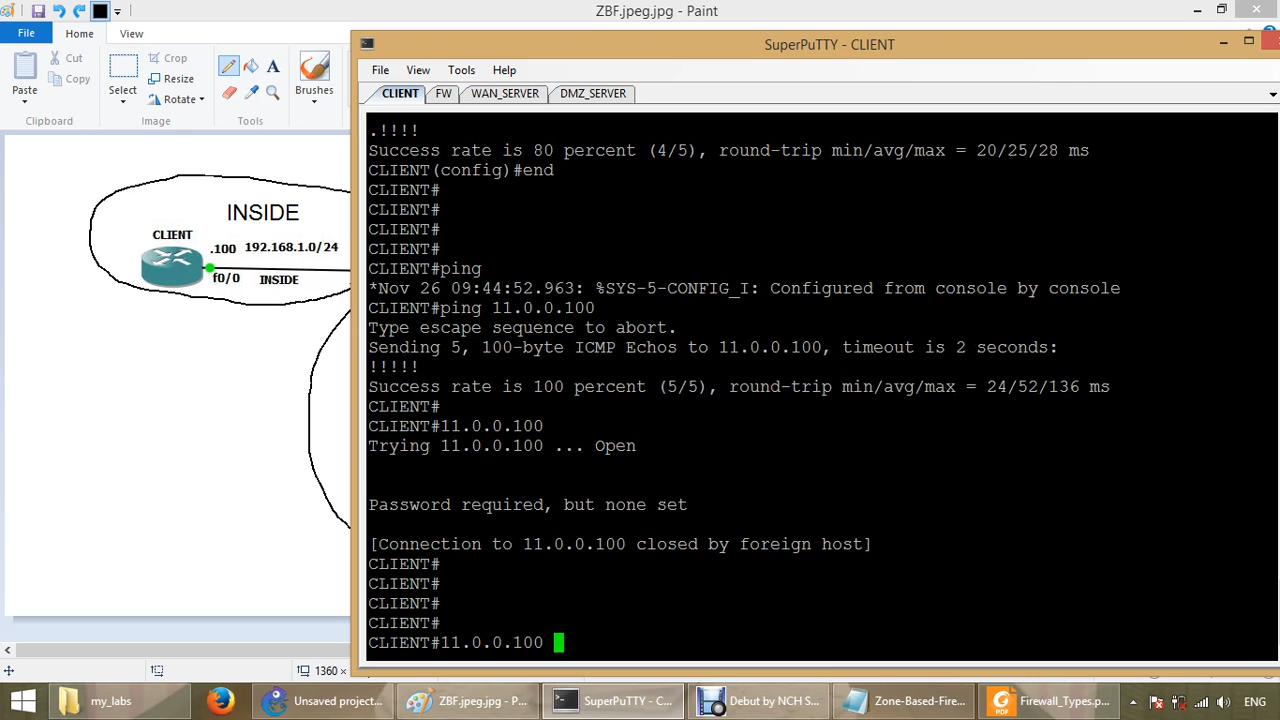 ZBF.jpeg.jpg - Paint
File
Home
View
Paste
Cut
Copy
Clipboard
Select
Crop
Resize
Rotate
Image
A
Tools
Brushes
SuperPuTTY - CLIENT
File View Tools Help
CLIENT FW WAN_SERVER DMZ_SERVER
INSIDE
CLIENT
.100 192.168.1.0/24
f0/0 INSIDE
.!!!!
Success rate is 80 percent (4/5), round-trip min/avg/max = 20/25/28 ms
CLIENT(config)#end
CLIENT#
CLIENT#
CLIENT#
CLIENT#
CLIENT#ping
*Nov 26 09:44:52.963: %SYS-5-CONFIG_I: Configured from console by console
CLIENT#ping 11.0.0.100
Type escape sequence to abort.
Sending 5, 100-byte ICMP Echos to 11.0.0.100, timeout is 2 seconds:
!!!!!
Success rate is 100 percent (5/5), round-trip min/avg/max = 24/52/136 ms
CLIENT#
CLIENT#11.0.0.100
Trying 11.0.0.100 ... Open
Password required, but none set
[Connection to 11.0.0.100 closed by foreign host]
CLIENT#
CLIENT#
CLIENT#
CLIENT#
CLIENT#11.0.0.100
1360 ×
my_labs
Unsaved project...
ZBF.jpeg.jpg - P...
SuperPuTTY - C...
Debut by NCH S...
Zone-Based-Fire...
PDF
Firewall_Types.p...
ENG